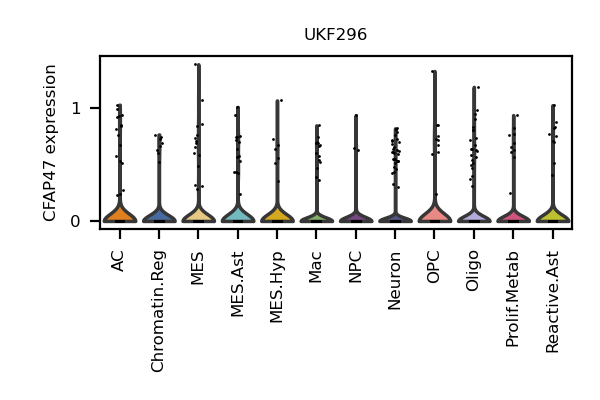 UKF296
CFAP47 expression
1
0
AC
Chromatin.Reg
MES
MES.Ast
MES.Hyp
Mac
NPC
Neuron
OPC
Oligo
Prolif.Metab
Reactive.Ast